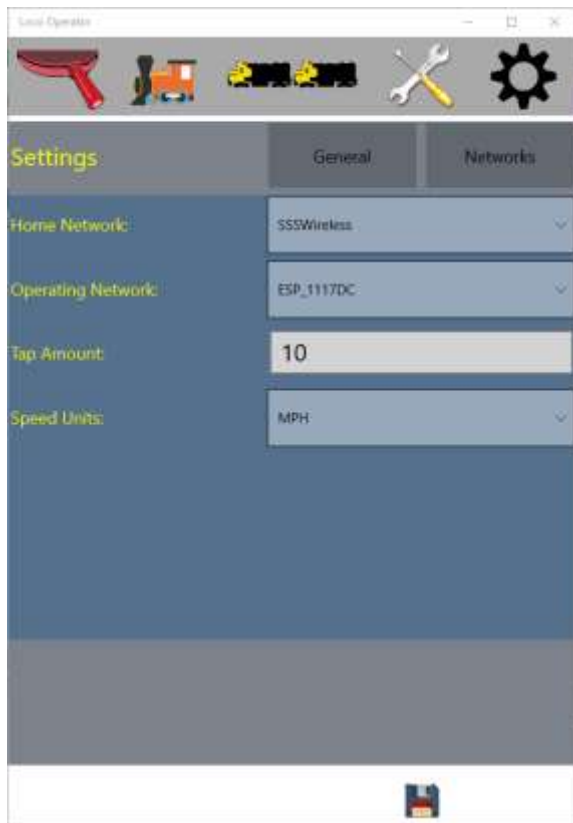 Loco Operator
Settings General Networks
Home Network: SSSWireless
Operating Network: ESP_1117DC
Tap Amount: 10
Speed Units: MPH